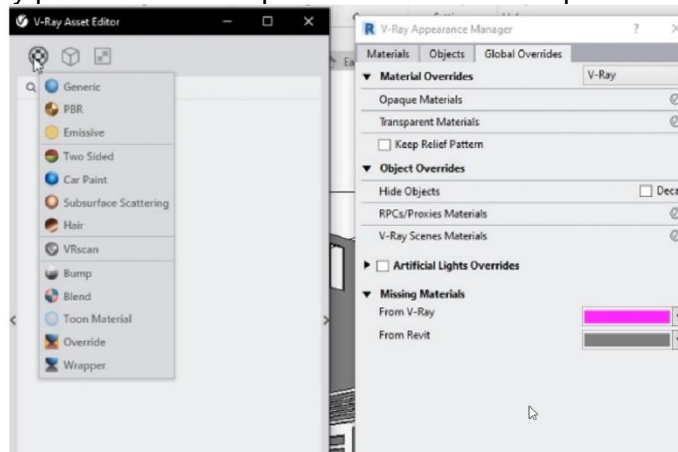 V-Ray Asset Editor
Generic
PBR
Emissive
Two Sided
Car Paint
Subsurface Scattering
Hair
VRscan
Bump
Blend
Toon Material
Override
Wrapper
V-Ray Appearance Manager
Materials Objects Global Overrides
Material Overrides V-Ray
Opaque Materials
Transparent Materials
Keep Relief Pattern
Object Overrides
Hide Objects Deca
RPCs/Proxies Materials
V-Ray Scenes Materials
Artificial Lights Overrides
Missing Materials
From V-Ray
From Revit